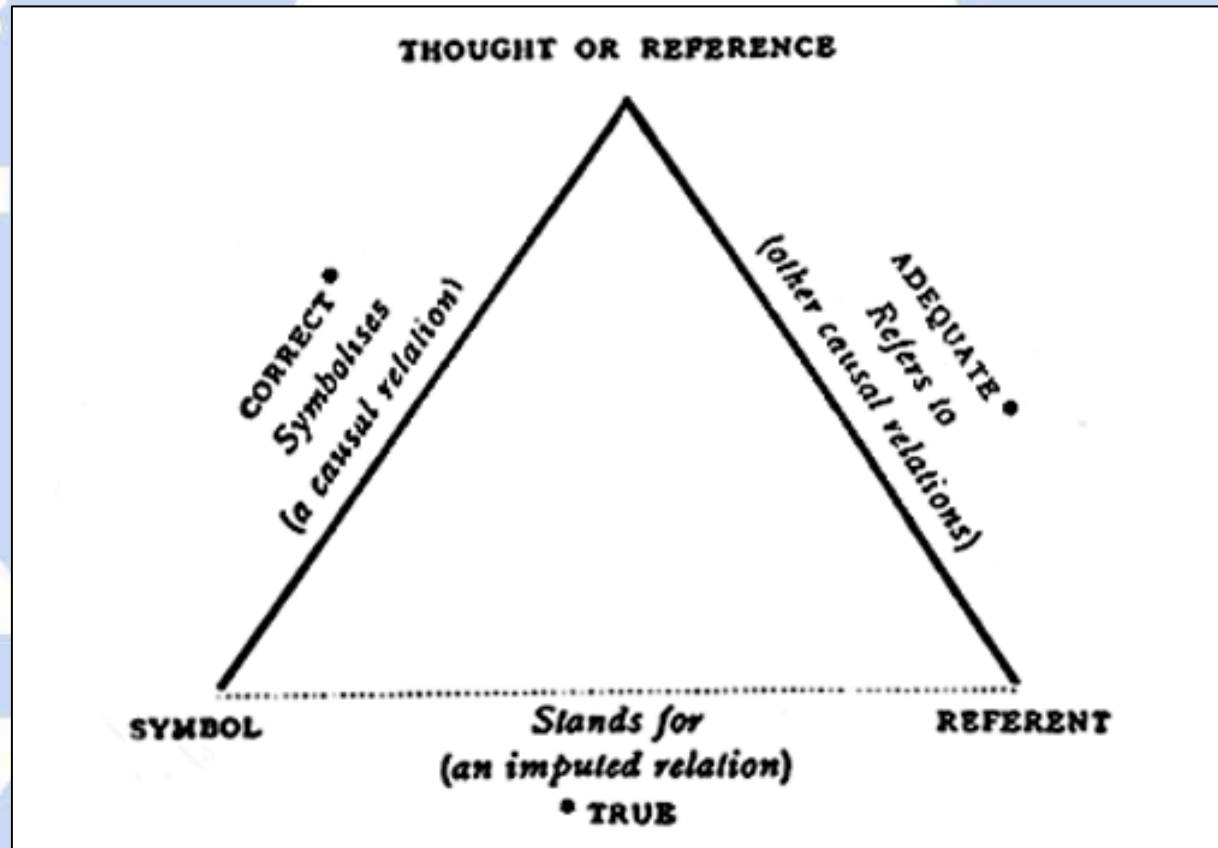 THOUGHT OR REFERENCE
CORRECT*
Symbolises
(a causal relation)
ADEQUATE*
Refers to
(other causal relations)
SYMBOL
REFERENT
Stands for
(an imputed relation)
* TRUE